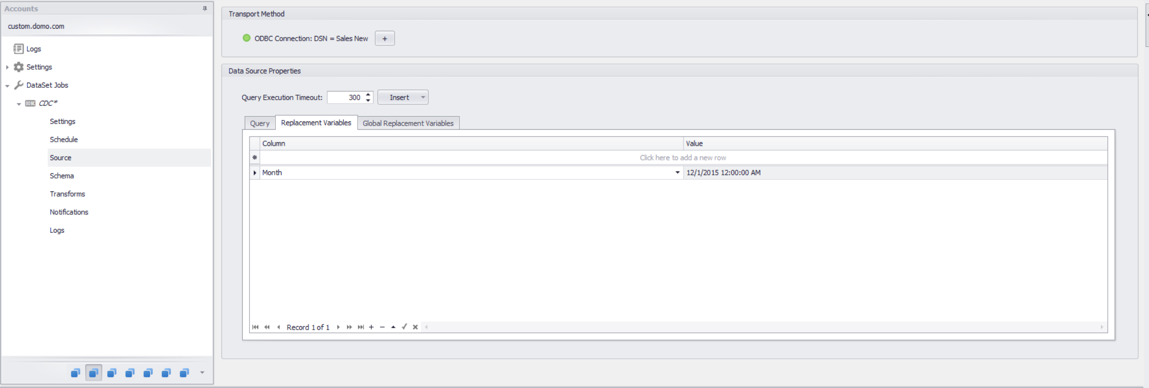 Accounts
custom.domo.com
Logs
Settings
DataSet Jobs
CDC*
Settings
Schedule
Source
Schema
Transforms
Notifications
Logs
Transport Method
ODBC Connection: DSN = Sales New +
Data Source Properties
Query Execution Timeout: 300 Insert
Query Replacement Variables Global Replacement Variables
Column Value
Click here to add a new row
Month 12/1/2015 12:00:00 AM
Record 1 of 1